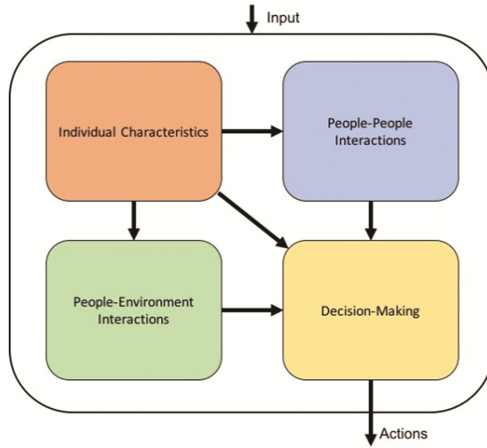 Input
Individual Characteristics
People-People
Interactions
People-Environment
Interactions
Decision-Making
Actions